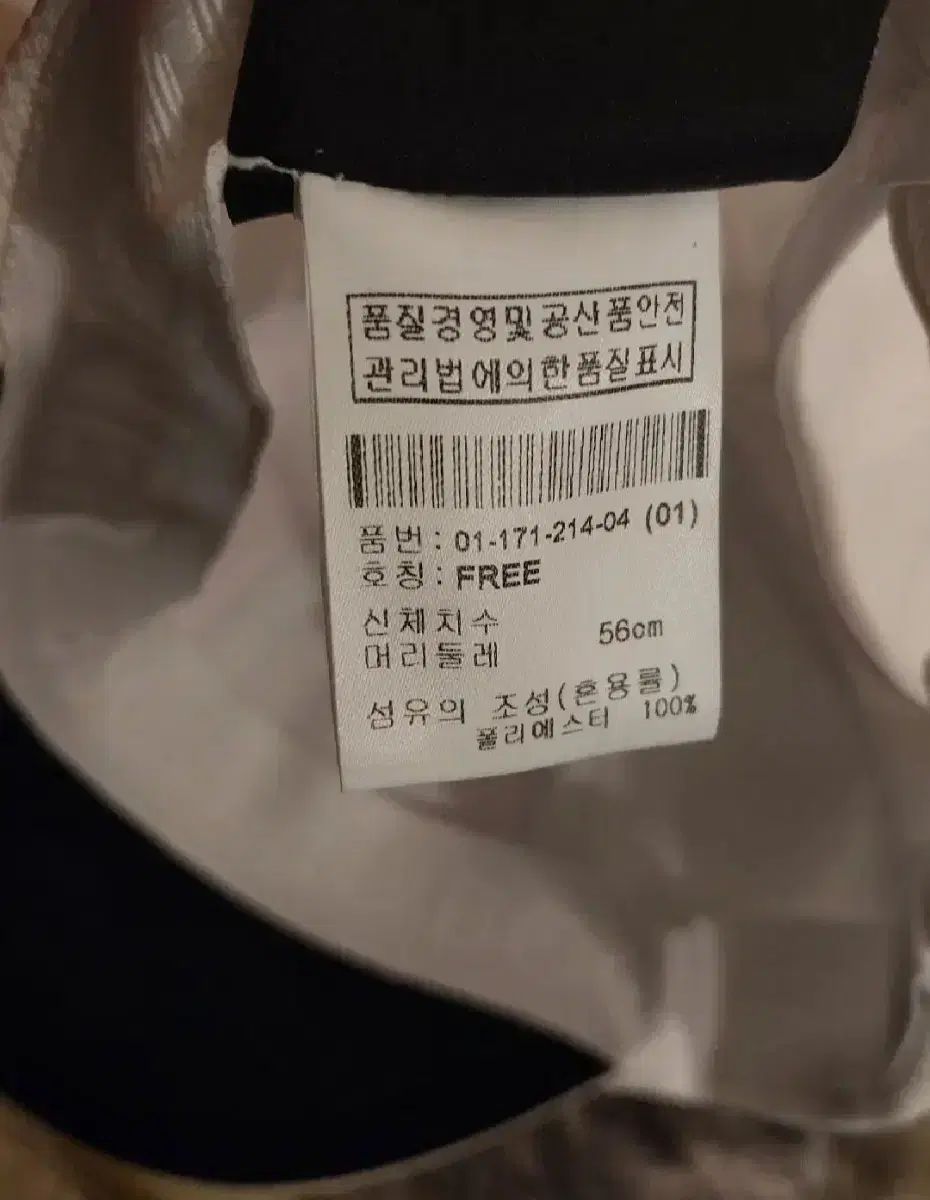 품질경영및공산품안전
관리법에의한품질표시
품번 : 01-171-214-04 (01)
호칭 : FREE
신체치수
머리둘레 56cm
섬유의 조성(혼용률)
폴리에스터 100%